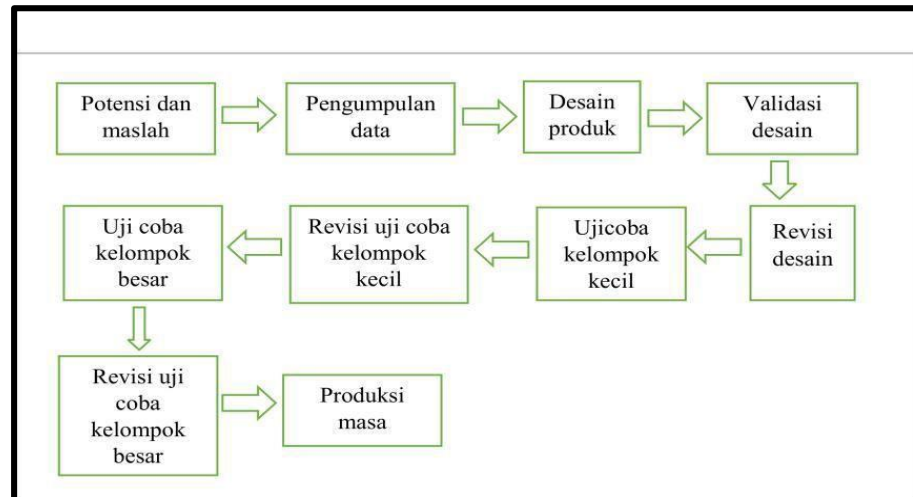 Potensi dan
maslah
Pengumpulan
data
Desain
produk
Validasi
desain
Revisi
desain
Ujicoba
kelompok
kecil
Revisi uji coba
kelompok
kecil
Uji coba
kelompok
besar
Revisi uji
coba
kelompok
besar
Produksi
masa